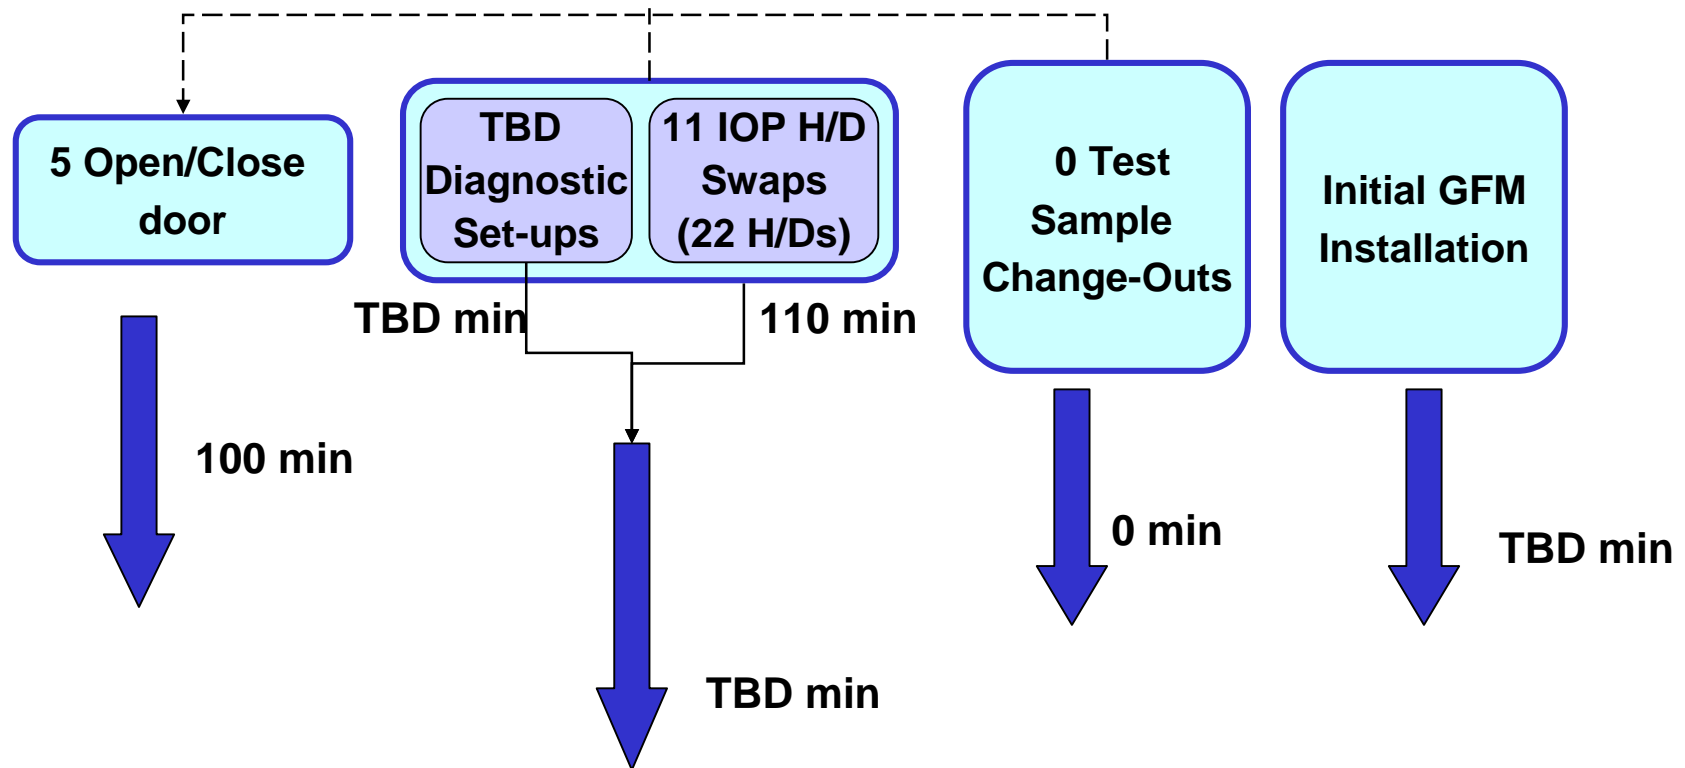 5 Open/Close
door
100 min
TBD
Diagnostic
Set-ups
11 IOP H/D
Swaps
(22 H/Ds)
TBD min
110 min
TBD min
0 Test
Sample
Change-Outs
0 min
Initial GFM
Installation
TBD min